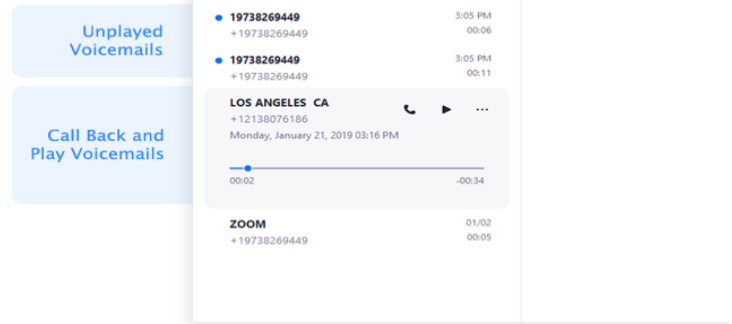 Unplayed
Voicemails
19738269449 3:05 PM
+19738269449 00:06
19738269449 3:05 PM
+19738269449 00:11
Call Back and
Play Voicemails
LOS ANGELES CA
+12138076186
Monday, January 21, 2019 03:16 PM
00:02 -00:34
ZOOM 01/02
+19738269449 00:05